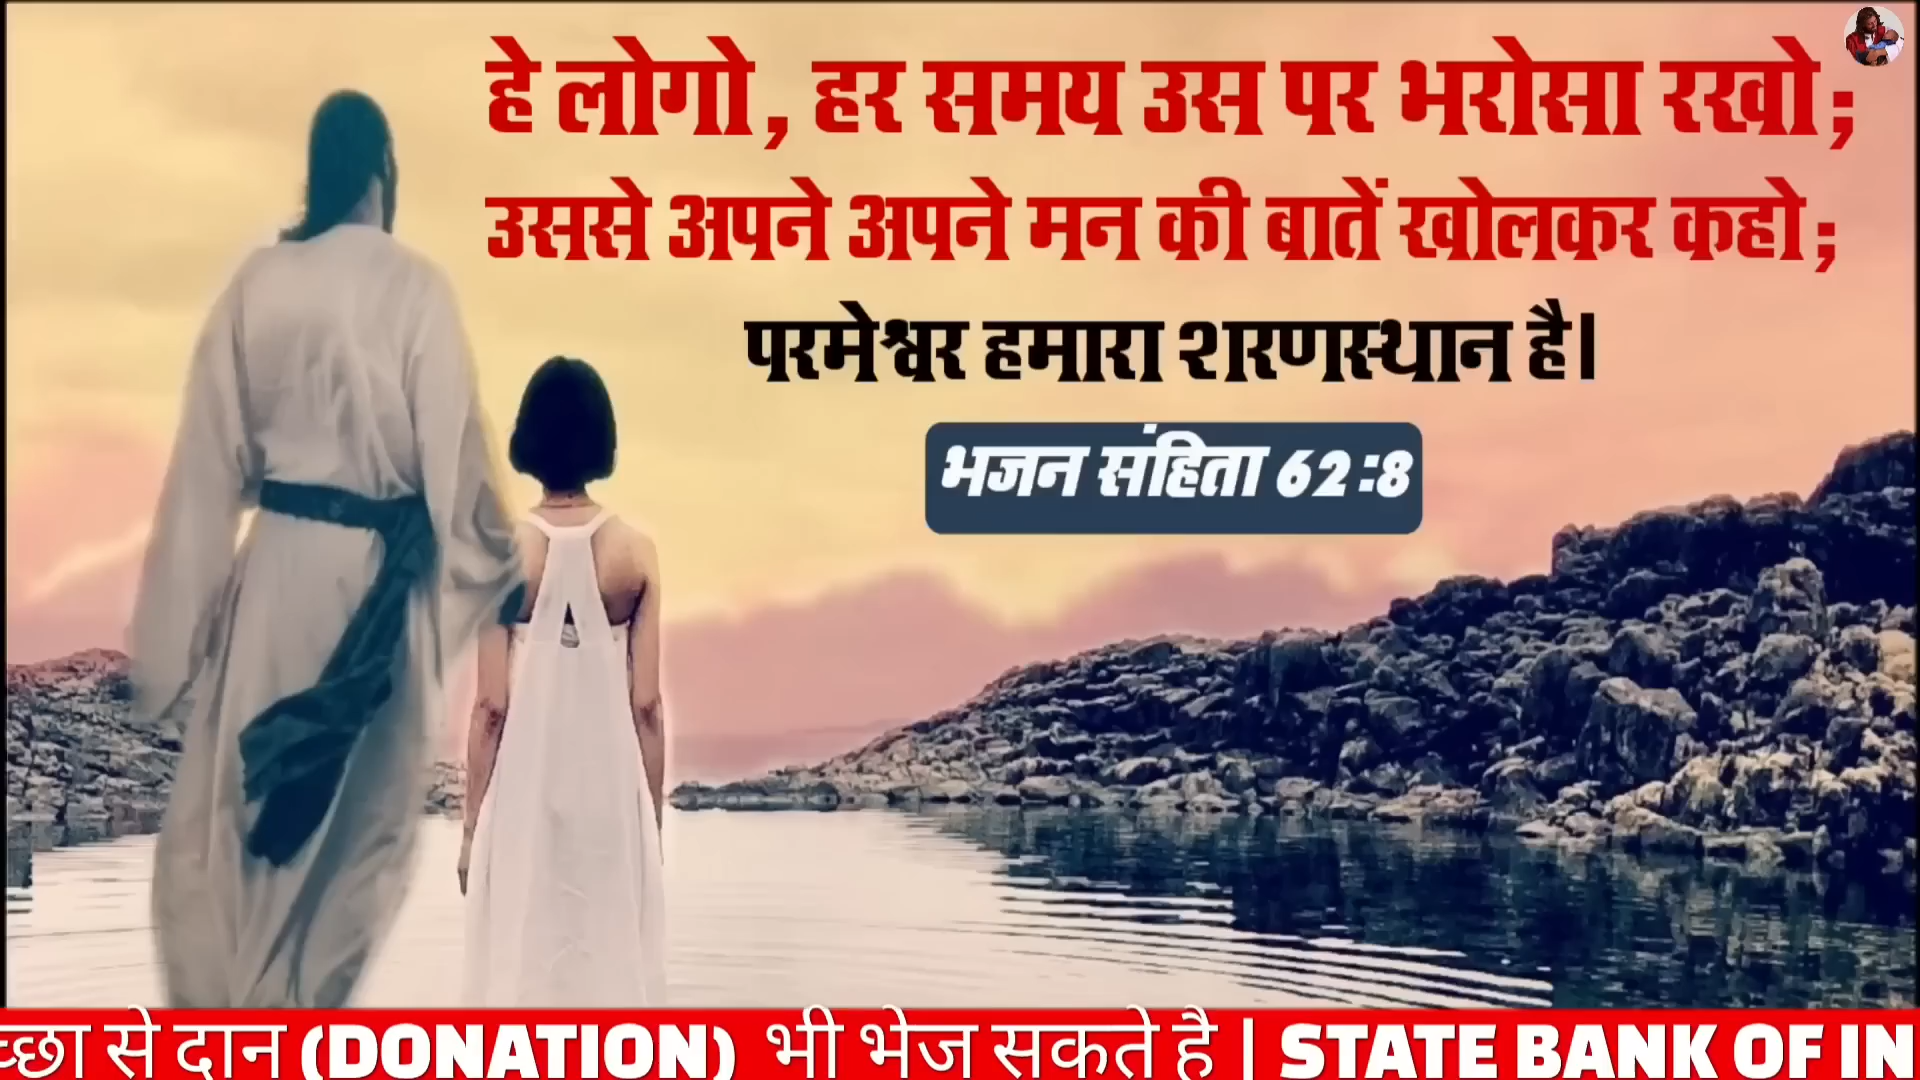 हे लोगो, हर समय उस पर भरोसा रखो;
उससे अपने अपने मन की बातें खोलकर कहो;
परमेश्वर हमारा शरणस्थान है।
भजन संहिता 62:8
च्छा से दान (DONATION) भी भेज सकते है | STATE BANK OF IN